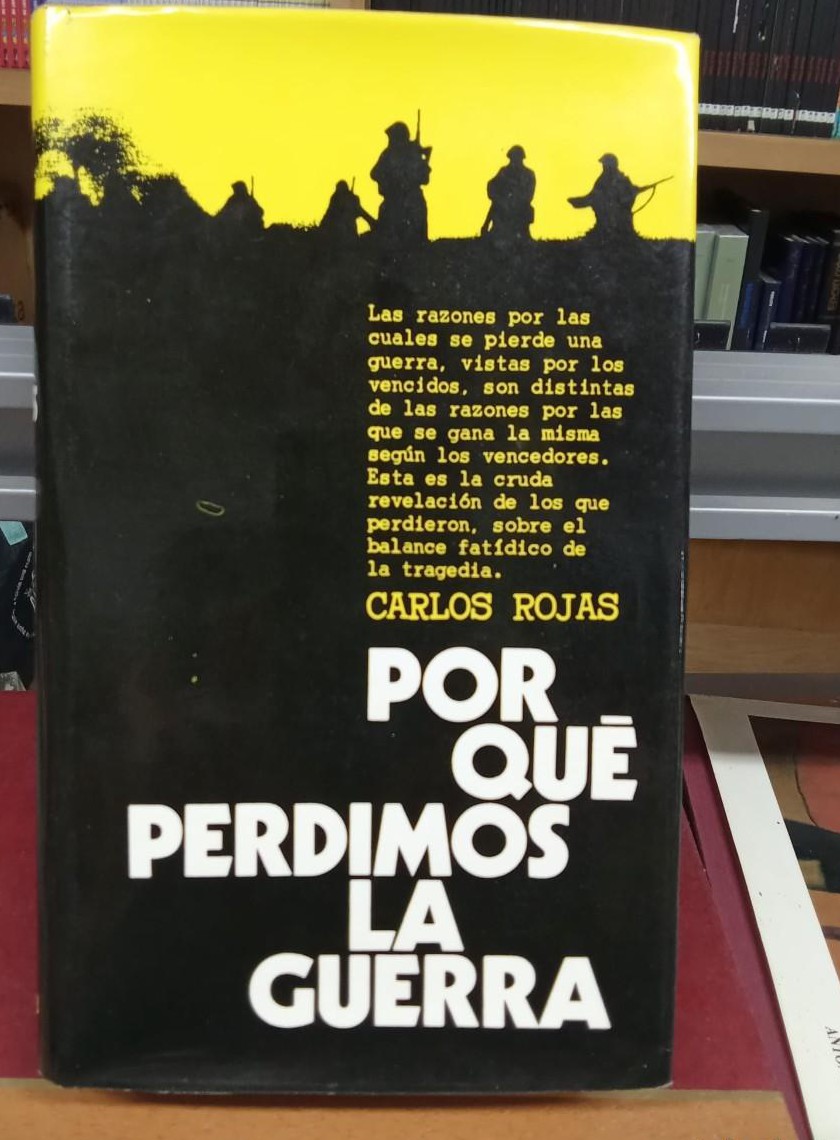 Las razones por las
cuales se pierde una
guerra, vistas por los
vencidos, son distintas
de las razones por las
que se gana la misma
según los vencedores.
Esta es la cruda
revelación de los que
perdieron, sobre el
balance fatídico de
la tragedia.
CARLOS ROJAS
POR
QUÉ
PERDIMOS
LA
GUERRA